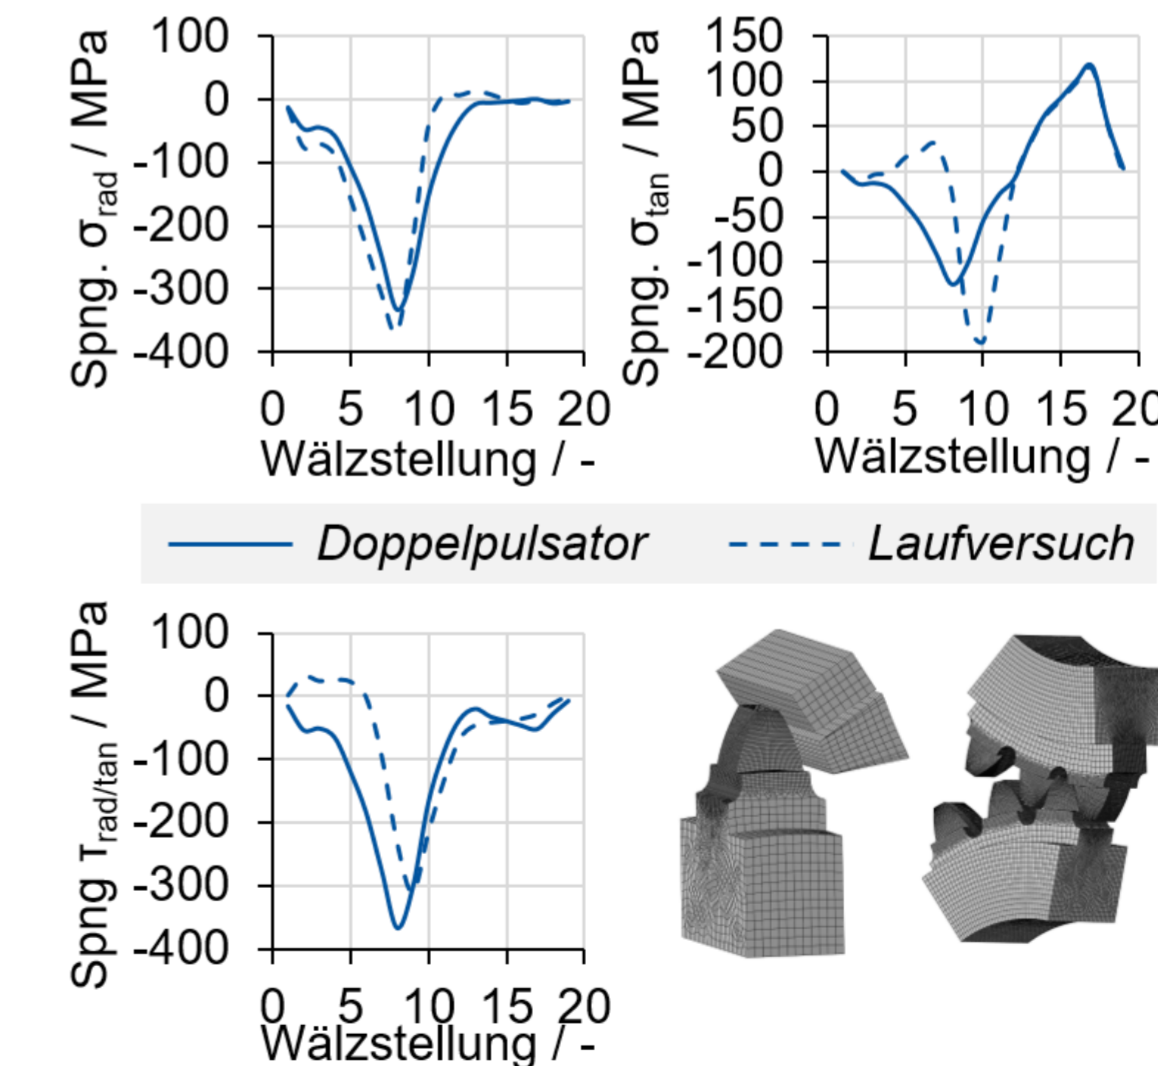 Spng. σrad / MPa
100
0
-100
-200
-300
-400
0 5 10 15 20
Wälzstellung / -
Spng. σtan / MPa
150
100
50
0
-50
-100
-150
-200
0 5 10 15 20
Wälzstellung / -
Doppelpulsator Laufversuch
Spng τrad/tan / MPa
100
0
-100
-200
-300
-400
0 5 10 15 20
Wälzstellung / -